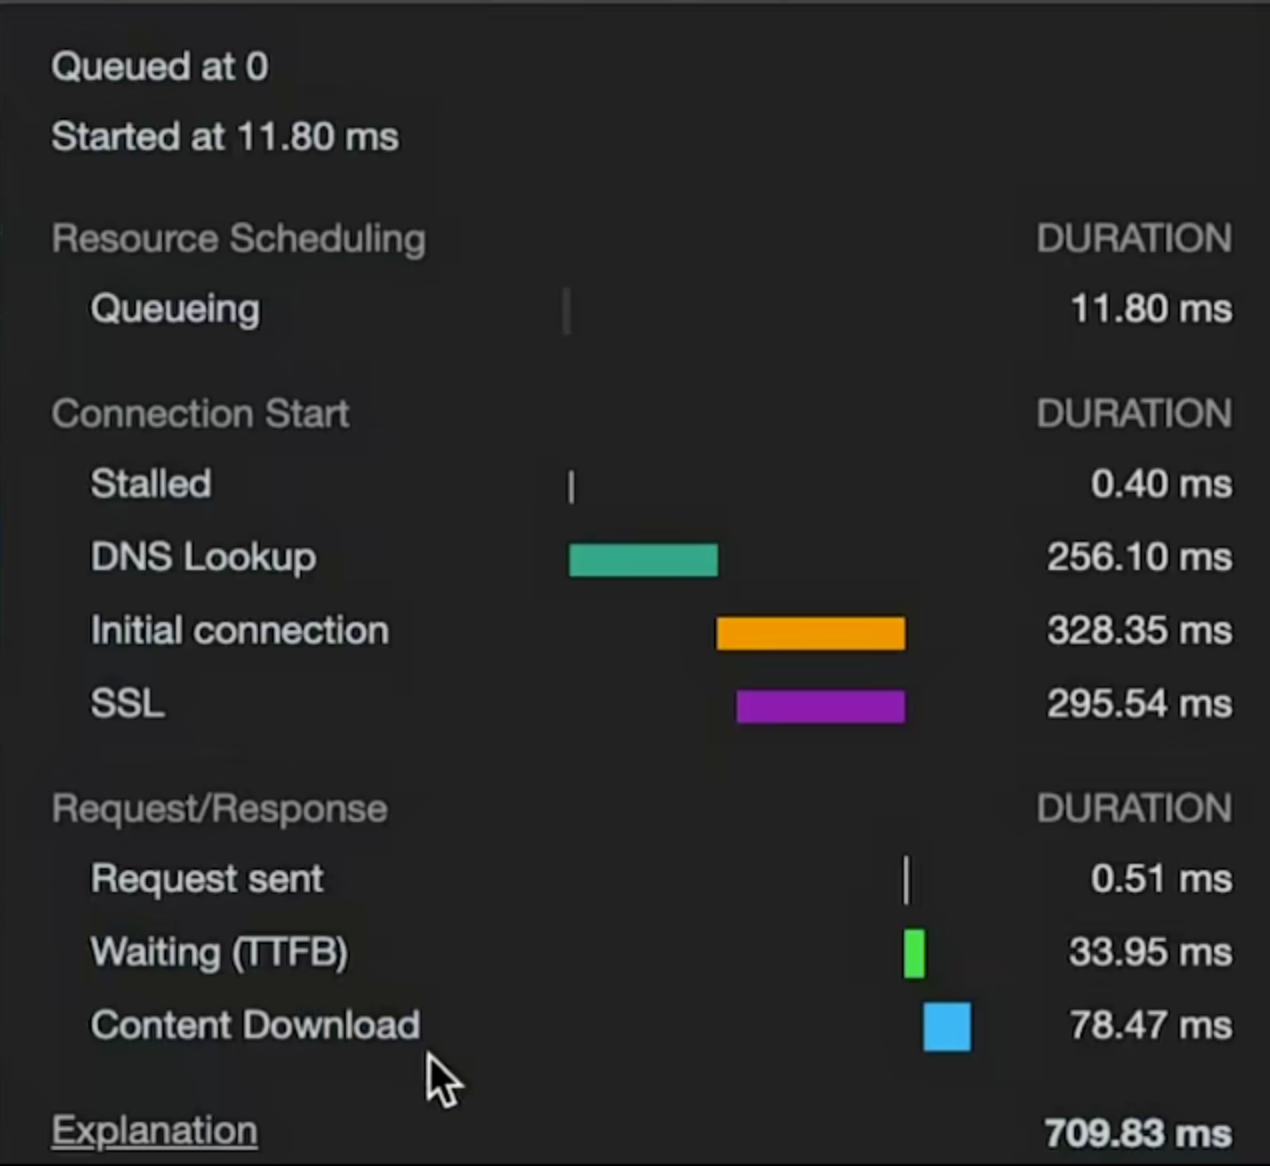 Queued at 0
Started at 11.80 ms
Resource Scheduling DURATION
Queueing 11.80 ms
Connection Start DURATION
Stalled 0.40 ms
DNS Lookup 256.10 ms
Initial connection 328.35 ms
SSL 295.54 ms
Request/Response DURATION
Request sent 0.51 ms
Waiting (TTFB) 33.95 ms
Content Download 78.47 ms
Explanation 709.83 ms